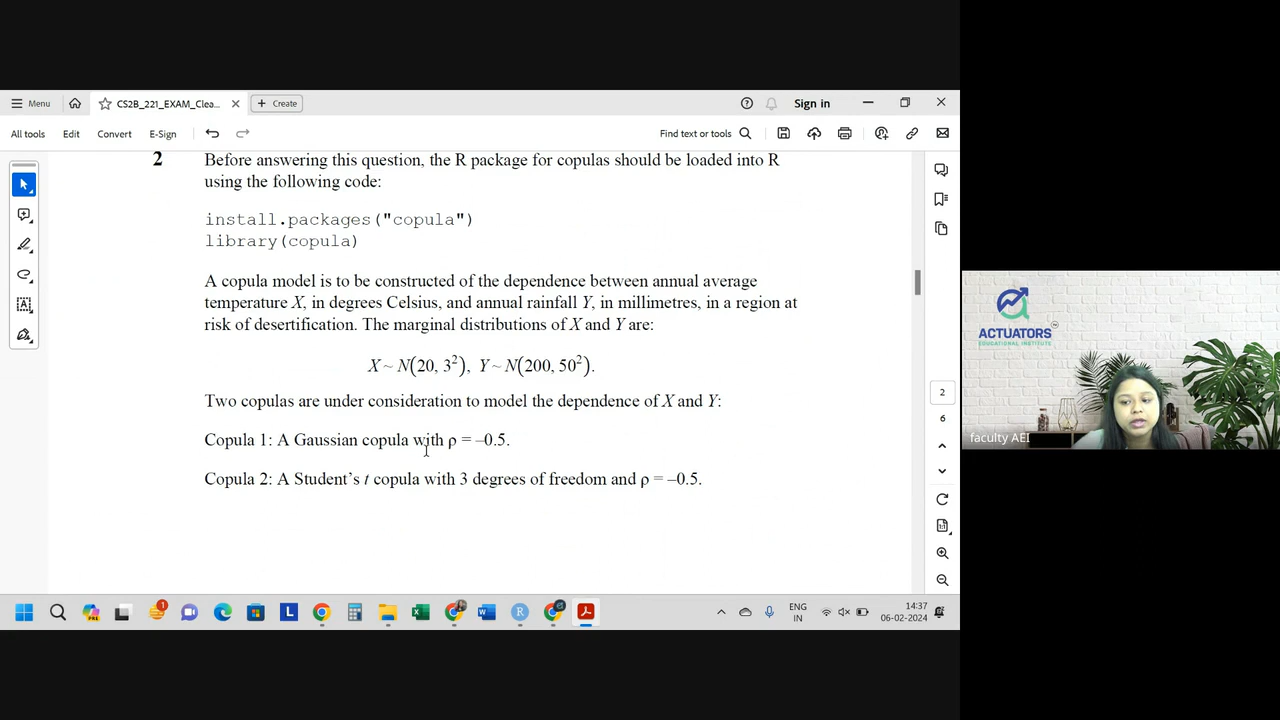 Menu
CS2B_221_EXAM_Clea...
Create
Sign in
All tools
Edit
Convert
E-Sign
Find text or tools
2
Before answering this question, the R package for copulas should be loaded into R
using the following code:
install.packages("copula")
library(copula)
A copula model is to be constructed of the dependence between annual average
temperature X, in degrees Celsius, and annual rainfall Y, in millimetres, in a region at
risk of desertification. The marginal distributions of X and Y are:
X ~ N(20, 3²), Y ~ N(200, 50²).
Two copulas are under consideration to model the dependence of X and Y:
Copula 1: A Gaussian copula with ρ = –0.5.
Copula 2: A Student's t copula with 3 degrees of freedom and ρ = –0.5.
2
6
ACTUATORS
EDUCATIONAL INSTITUTE
faculty AEI
1
PRE
L
R
ENG
IN
14:37
06-02-2024